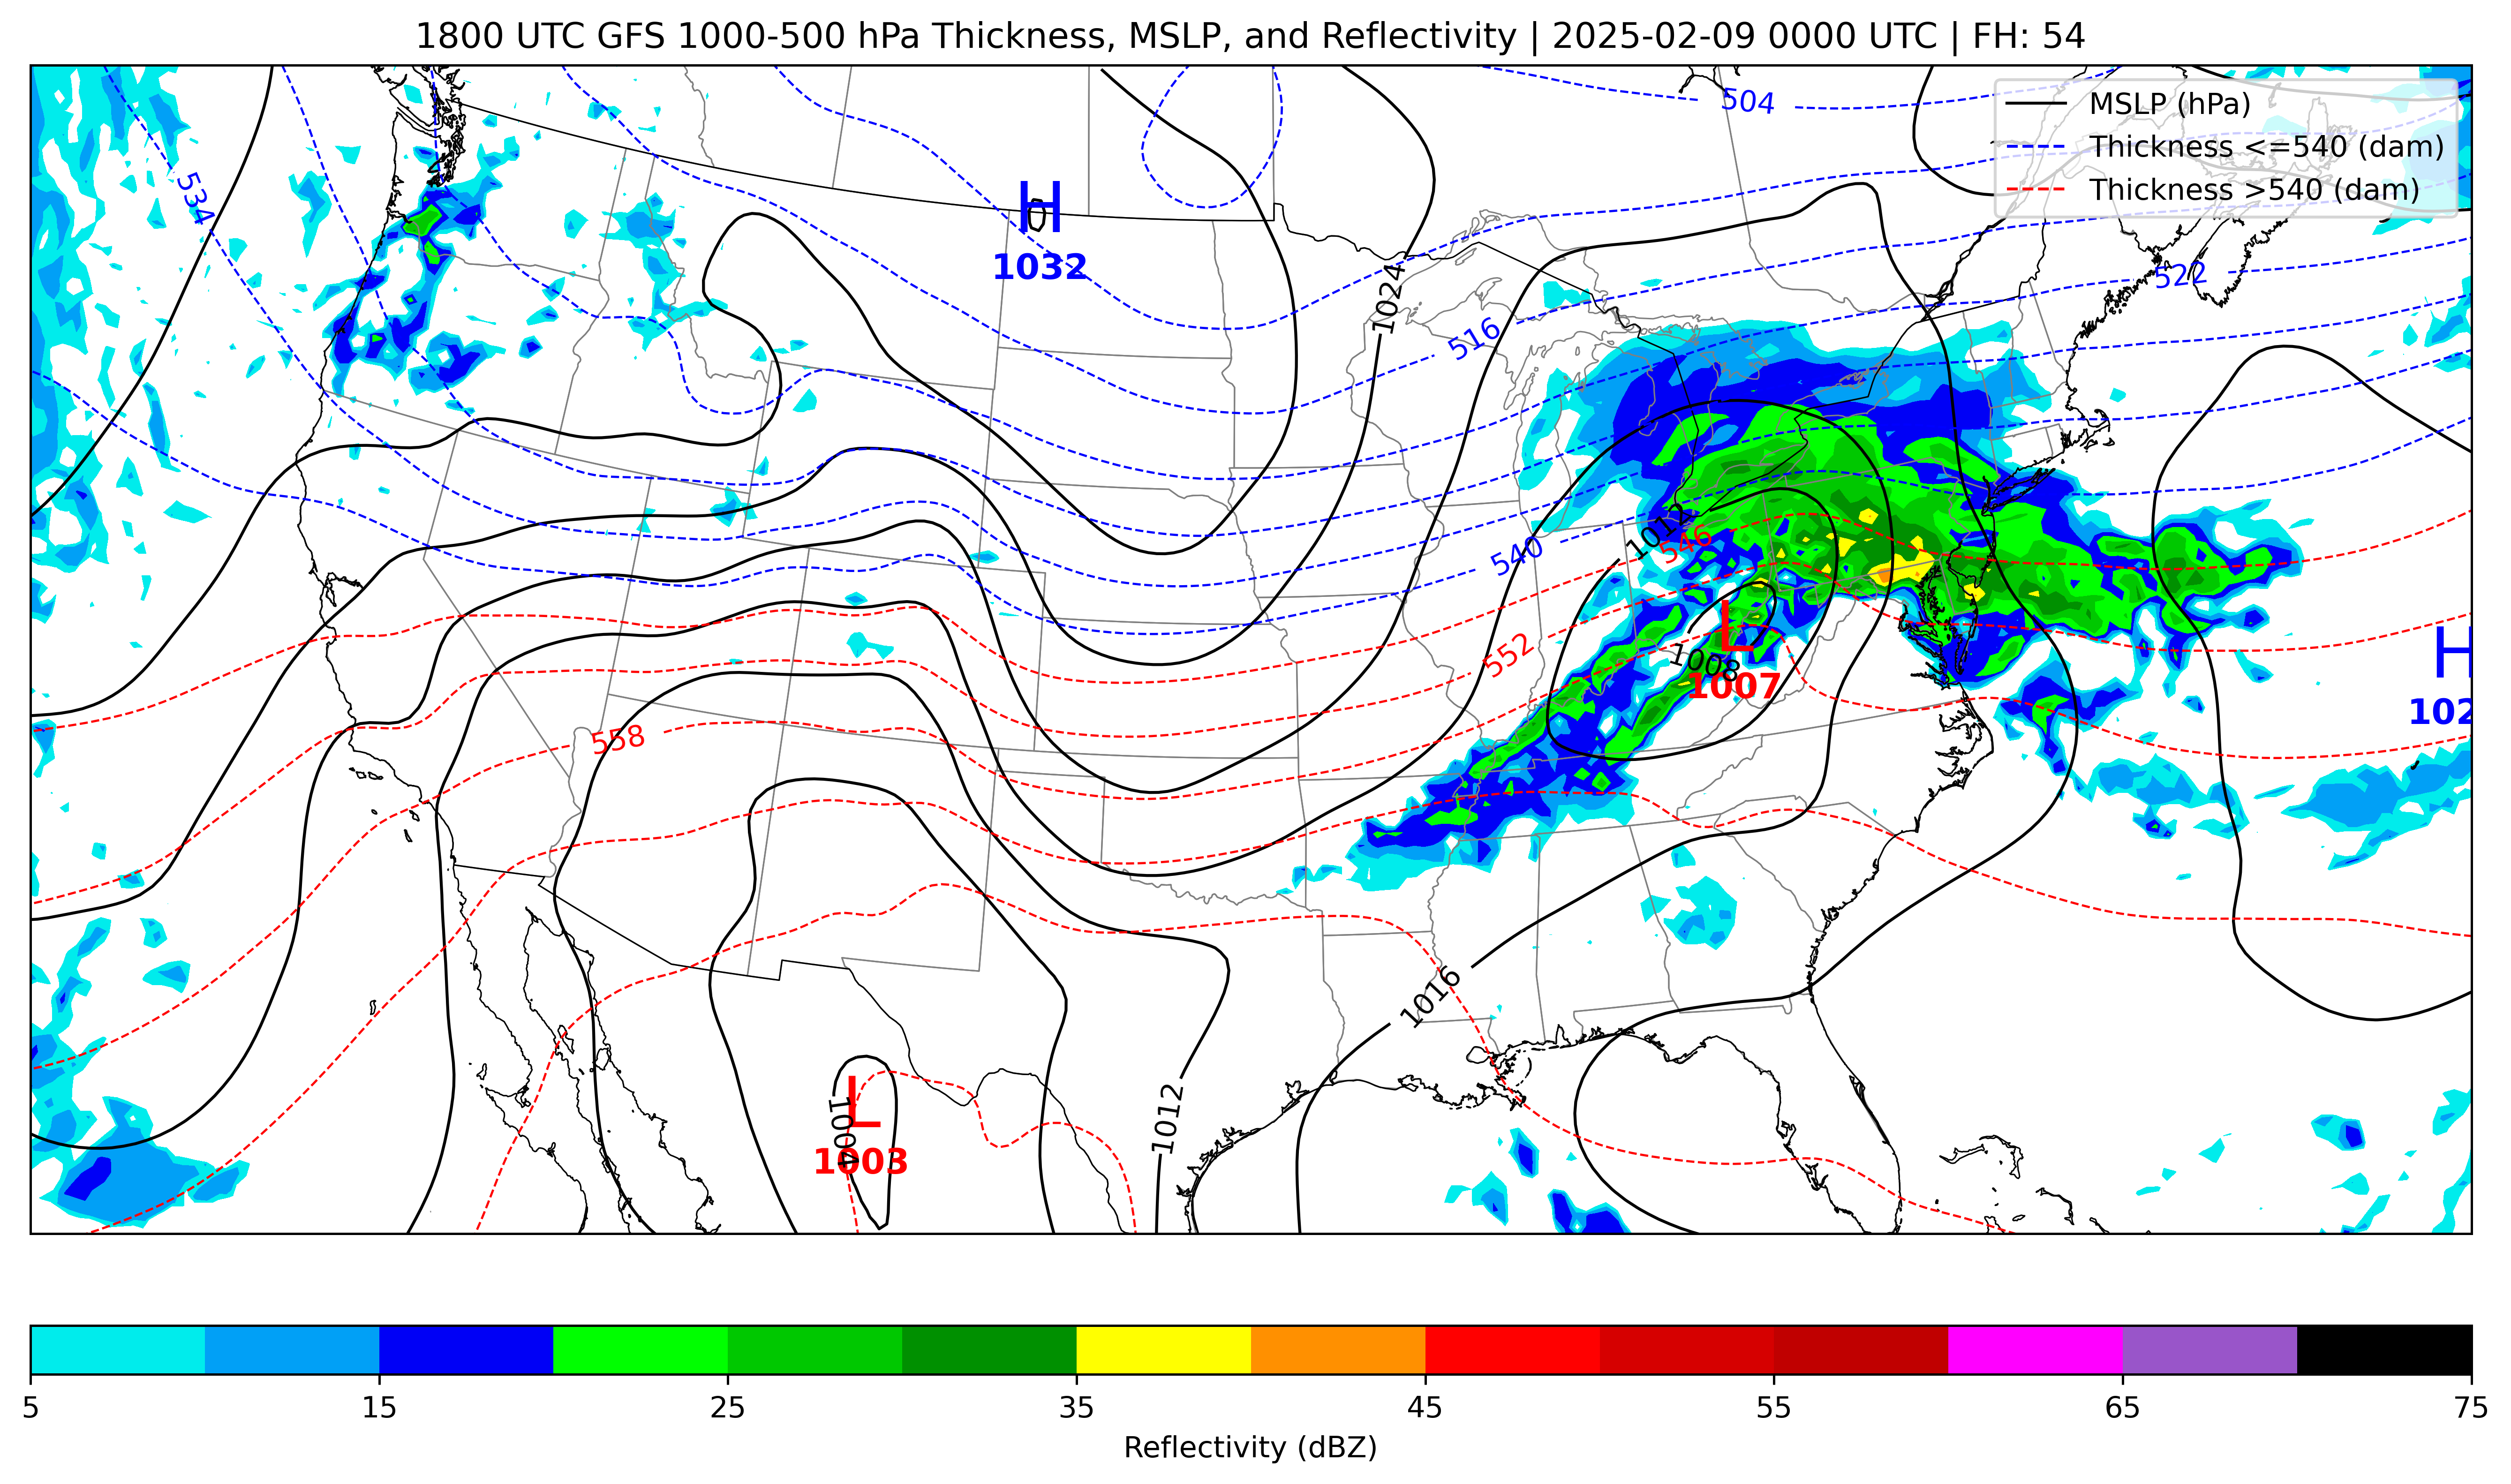 1800 UTC GFS 1000-500 hPa Thickness, MSLP, and Reflectivity | 2025-02-09 0000 UTC | FH: 54
MSLP (hPa)
Thickness <=540 (dam)
Thickness >540 (dam)
504
534
H
1032
522
1024
516
1012
546
540
552
L
1008
1007
H
102
558
1016
1012
L
1004
1003
5
15
25
35
45
55
65
75
Reflectivity (dBZ)